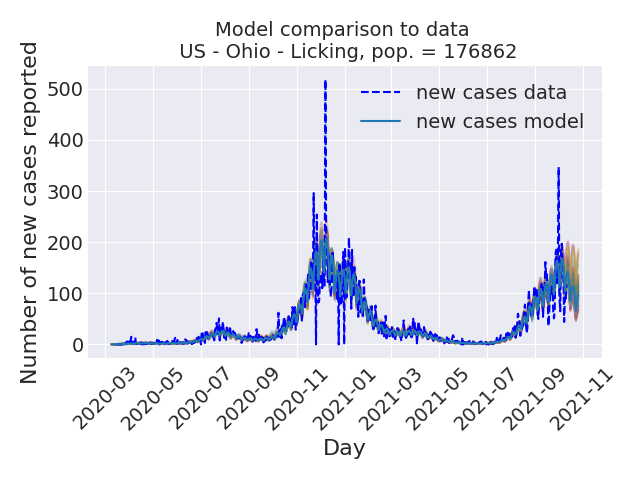 Model comparison to data
US - Ohio - Licking, pop. = 176862
Number of new cases reported
500
400
300
200
100
0
new cases data
new cases model
2020-03
2020-05
2020-07
2020-09
2020-11
2021-01
2021-03
2021-05
2021-07
2021-09
2021-11
Day